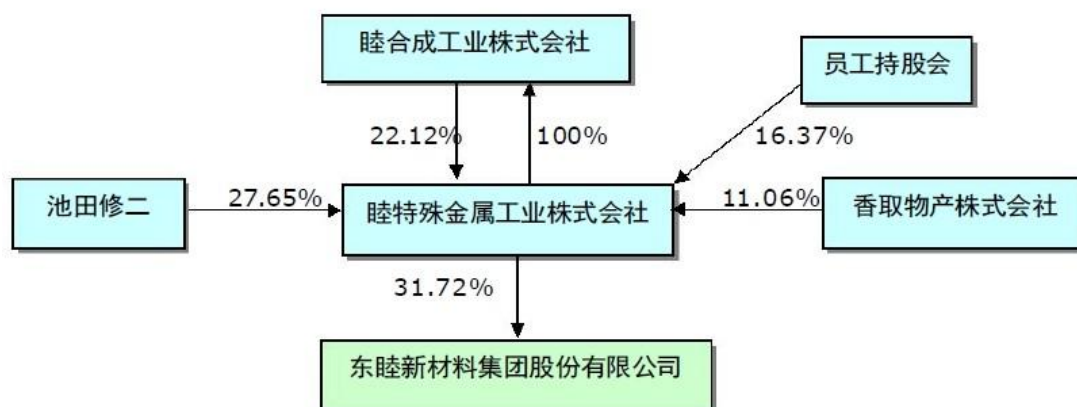 睦合成工业株式会社
员工持股会
22.12%
100%
16.37%
池田修二
27.65%
睦特殊金属工业株式会社
11.06%
香取物产株式会社
31.72%
东睦新材料集团股份有限公司